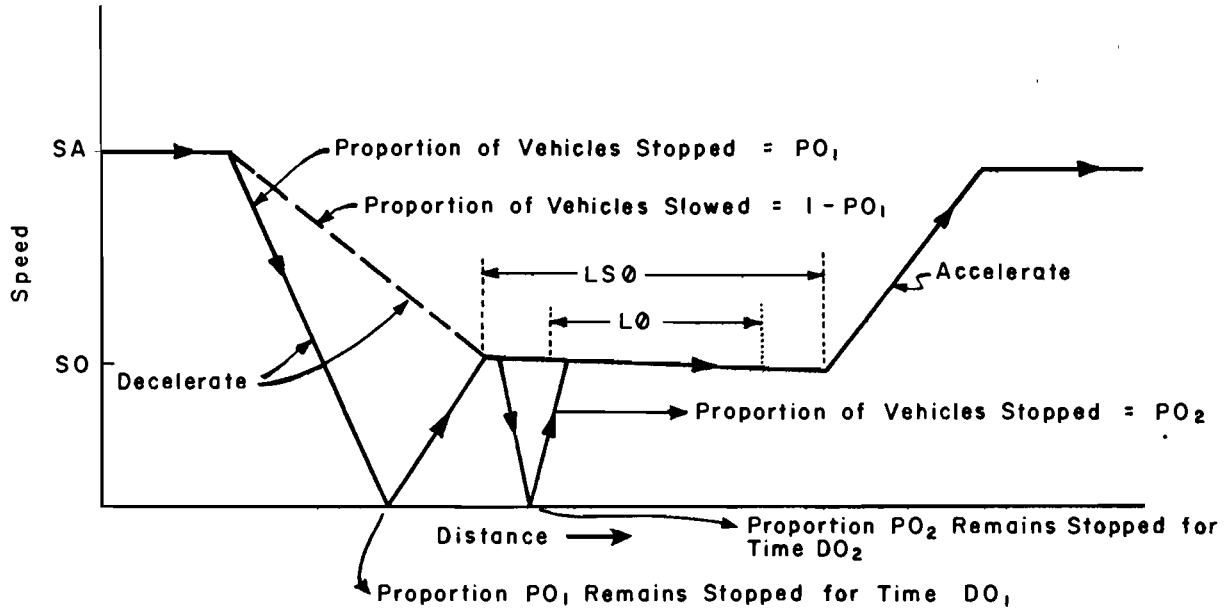 Speed
SA
Proportion of Vehicles Stopped = PO₁
Proportion of Vehicles Slowed = 1-PO₁
LSØ
Accelerate
LØ
SO
Decelerate
Proportion of Vehicles Stopped = PO₂
Distance
Proportion PO₂ Remains Stopped for
Time DO₂
Proportion PO₁ Remains Stopped for Time DO₁